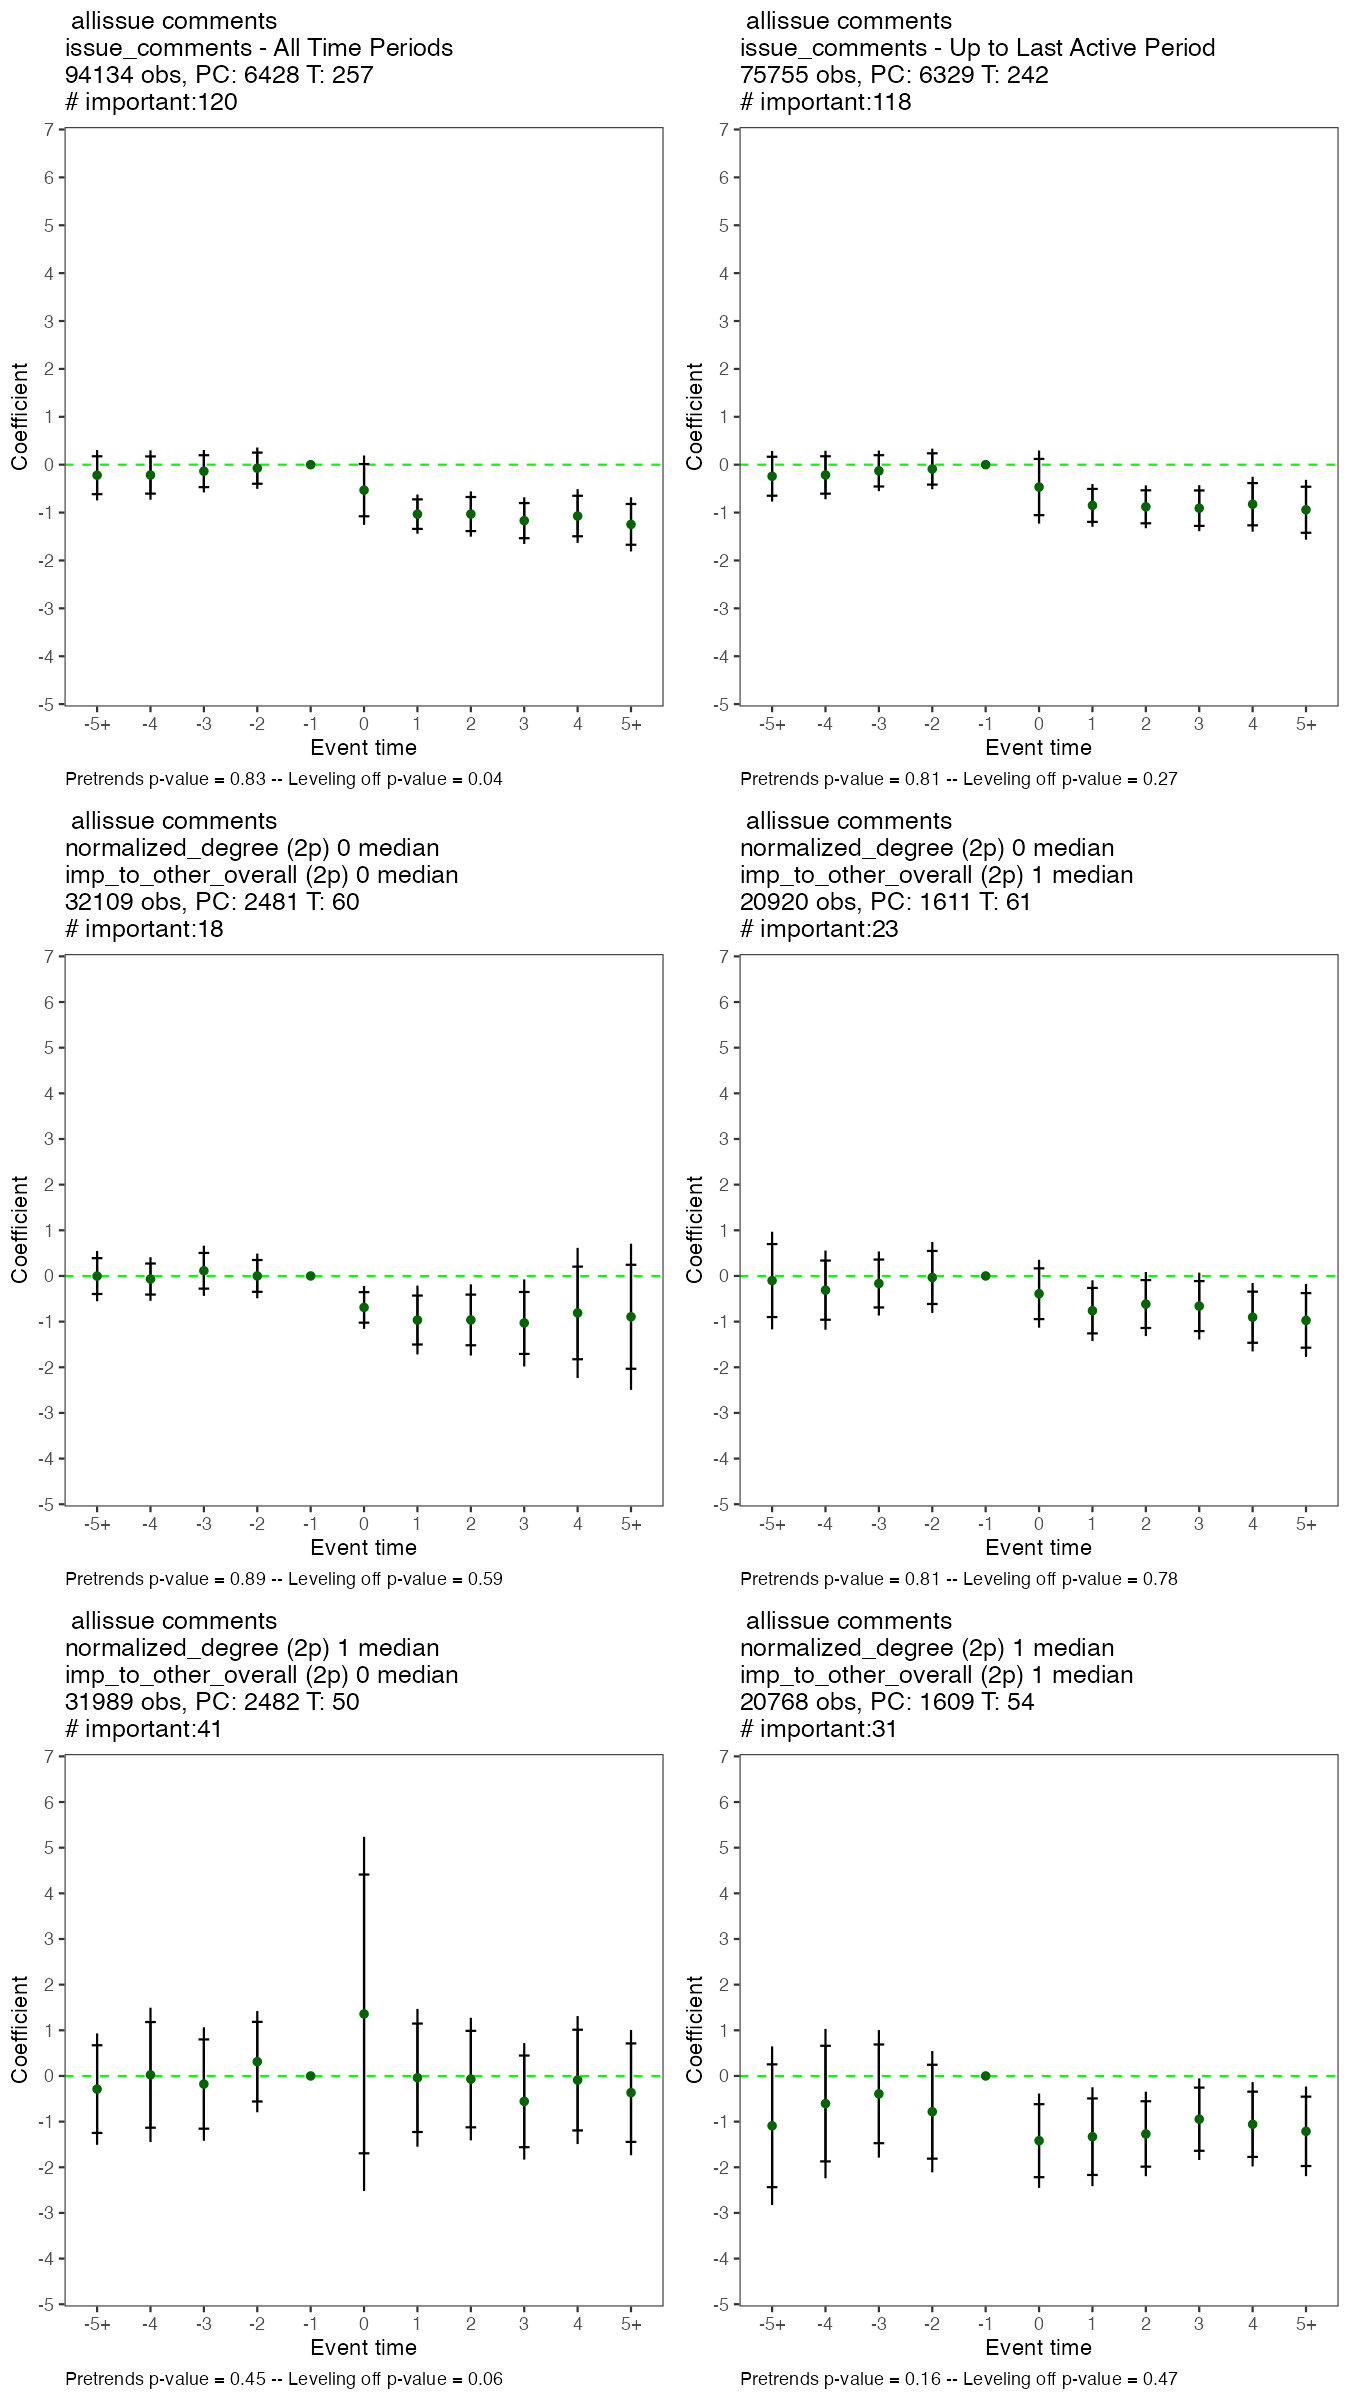 allissue comments
issue_comments - All Time Periods
94134 obs, PC: 6428 T: 257
# important:120
7
6
5
4
3
2
1
0
-1
-2
-3
-4
-5
Coefficient
-5+ -4 -3 -2 -1 0 1 2 3 4 5+
Event time
Pretrends p-value = 0.83 -- Leveling off p-value = 0.04
allissue comments
issue_comments - Up to Last Active Period
75755 obs, PC: 6329 T: 242
# important:118
7
6
5
4
3
2
1
0
-1
-2
-3
-4
-5
Coefficient
-5+ -4 -3 -2 -1 0 1 2 3 4 5+
Event time
Pretrends p-value = 0.81 -- Leveling off p-value = 0.27
allissue comments
normalized_degree (2p) 0 median
imp_to_other_overall (2p) 0 median
32109 obs, PC: 2481 T: 60
# important:18
7
6
5
4
3
2
1
0
-1
-2
-3
-4
-5
Coefficient
-5+ -4 -3 -2 -1 0 1 2 3 4 5+
Event time
Pretrends p-value = 0.89 -- Leveling off p-value = 0.59
allissue comments
normalized_degree (2p) 0 median
imp_to_other_overall (2p) 1 median
20920 obs, PC: 1611 T: 61
# important:23
7
6
5
4
3
2
1
0
-1
-2
-3
-4
-5
Coefficient
-5+ -4 -3 -2 -1 0 1 2 3 4 5+
Event time
Pretrends p-value = 0.81 -- Leveling off p-value = 0.78
allissue comments
normalized_degree (2p) 1 median
imp_to_other_overall (2p) 0 median
31989 obs, PC: 2482 T: 50
# important:41
7
6
5
4
3
2
1
0
-1
-2
-3
-4
-5
Coefficient
-5+ -4 -3 -2 -1 0 1 2 3 4 5+
Event time
Pretrends p-value = 0.45 -- Leveling off p-value = 0.06
allissue comments
normalized_degree (2p) 1 median
imp_to_other_overall (2p) 1 median
20768 obs, PC: 1609 T: 54
# important:31
7
6
5
4
3
2
1
0
-1
-2
-3
-4
-5
Coefficient
-5+ -4 -3 -2 -1 0 1 2 3 4 5+
Event time
Pretrends p-value = 0.16 -- Leveling off p-value = 0.47